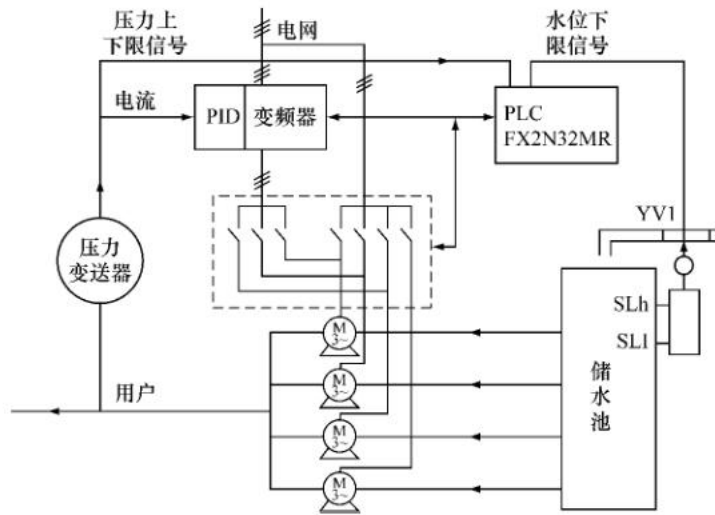 压力上
下限信号
电网
水位下
限信号
电流
PID
变频器
PLC
FX2N32MR
YV1
压力
变送器
SLh
SLl
储
水
池
用户
M
3~
M
3~
M
3~
M
3~